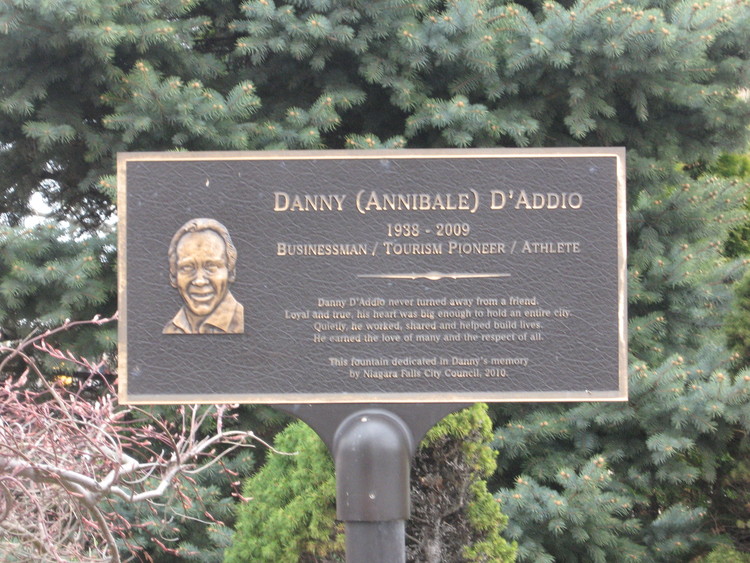 DANNY (ANNIBALE) D'ADDIO
1938 - 2009
BUSINESSMAN / TOURISM PIONEER / ATHLETE
Danny D'Addio never turned away from a friend.
Loyal and true, his heart was big enough to hold an entire city.
Quietly, he worked, shared and helped build lives.
He earned the love of many and the respect of all.
This fountain dedicated in Danny's memory
by Niagara Falls City Council, 2010.